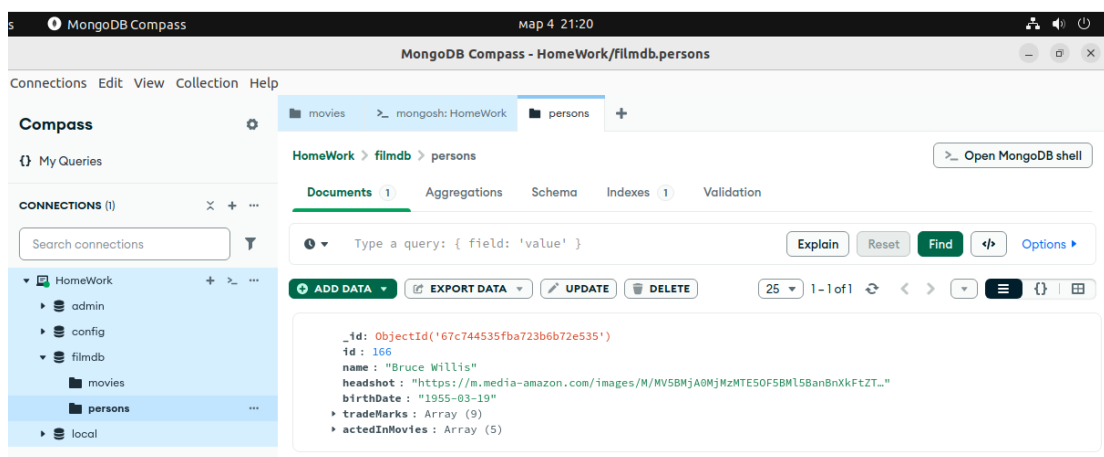 s MongoDB Compass мар 4 21:20
MongoDB Compass - HomeWork/filmdb.persons
Connections Edit View Collection Help
Compass
{} My Queries
CONNECTIONS (1)
Search connections
HomeWork
admin
config
filmdb
movies
persons
local
movies >_ mongosh: HomeWork persons +
HomeWork > filmdb > persons >_ Open MongoDB shell
Documents 1 Aggregations Schema Indexes 1 Validation
Type a query: { field: 'value' } Explain Reset Find </> Options
ADD DATA EXPORT DATA UPDATE DELETE 25 1-1 of 1 {}
_id: ObjectId('67c744535fba723b6b72e535')
id : 166
name : "Bruce Willis"
headshot : "https://m.media-amazon.com/images/M/MV5BMjA0MjMzMTE5OF5BMl5BanBnXkFtZT…"
birthDate : "1955-03-19"
tradeMarks : Array (9)
actedInMovies : Array (5)